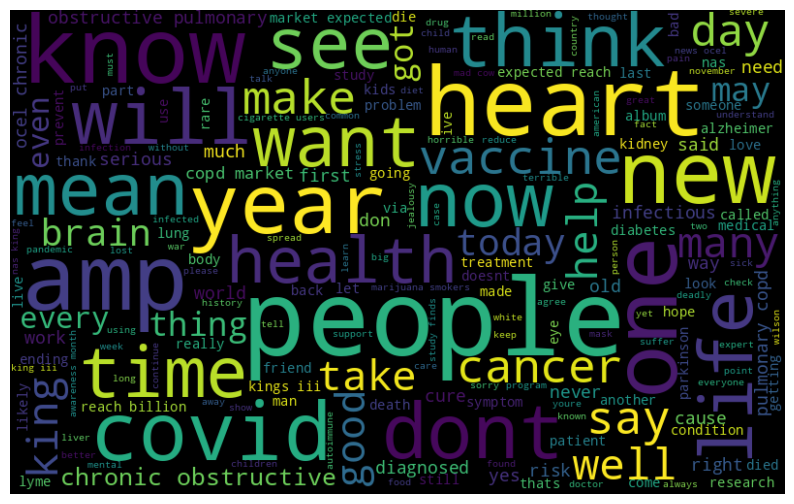 obstructive pulmonary
market expected
die
drug
million
thought
bad
severe
know
see
got
think
day
child
read
country
human
news ocel
pain
anyone
talk
mad cow
november
nas
need
study
expected reach
last
must
put
ocel chronic
even
prevent
part
use
rare
will
make
kids
diet
problem
cigarette users
common
ive
heart
american
great
someone
may
understand
album
fact
alzheimer
infection
without
thank
serious
much
want
stress
horrible
reduce
vaccine
kidney
said
love
copd market
first
going
terrible
new
mean
year
don
via
jealousy
case
now
help
infectious
called
anything
diabetes
medical
two
brain
lung
body
today
many
feel
infected
pandemic
lost
war
spread
nas king
please
learn
big
treatment
doesnt
person
way
sick
amp
health
live
world
back
let
marijuana smokers
made
give
old
look
deadly
check
history
agree
people
one
life
every
thing
tell
white
eye
yet
hope
wilson
work
using
really
support
study finds
keep
mask
suffer
expert
parkinson
pulmonary copd
getting
ending
week
friend
care
king iii
awareness month
time
long
continue
kings iii
take
cancer
never
everyone
point
likely
king
reach billion
away
show
man
cure
sorry program
youre
another
covid
good
death
symptom
dont
known
say
cause
liver
autoimmune
patient
condition
better
mental
children
well
right
died
lyme
chronic obstructive
diagnosed
food
still
found
yes
risk
doctor
thats
come
always
research